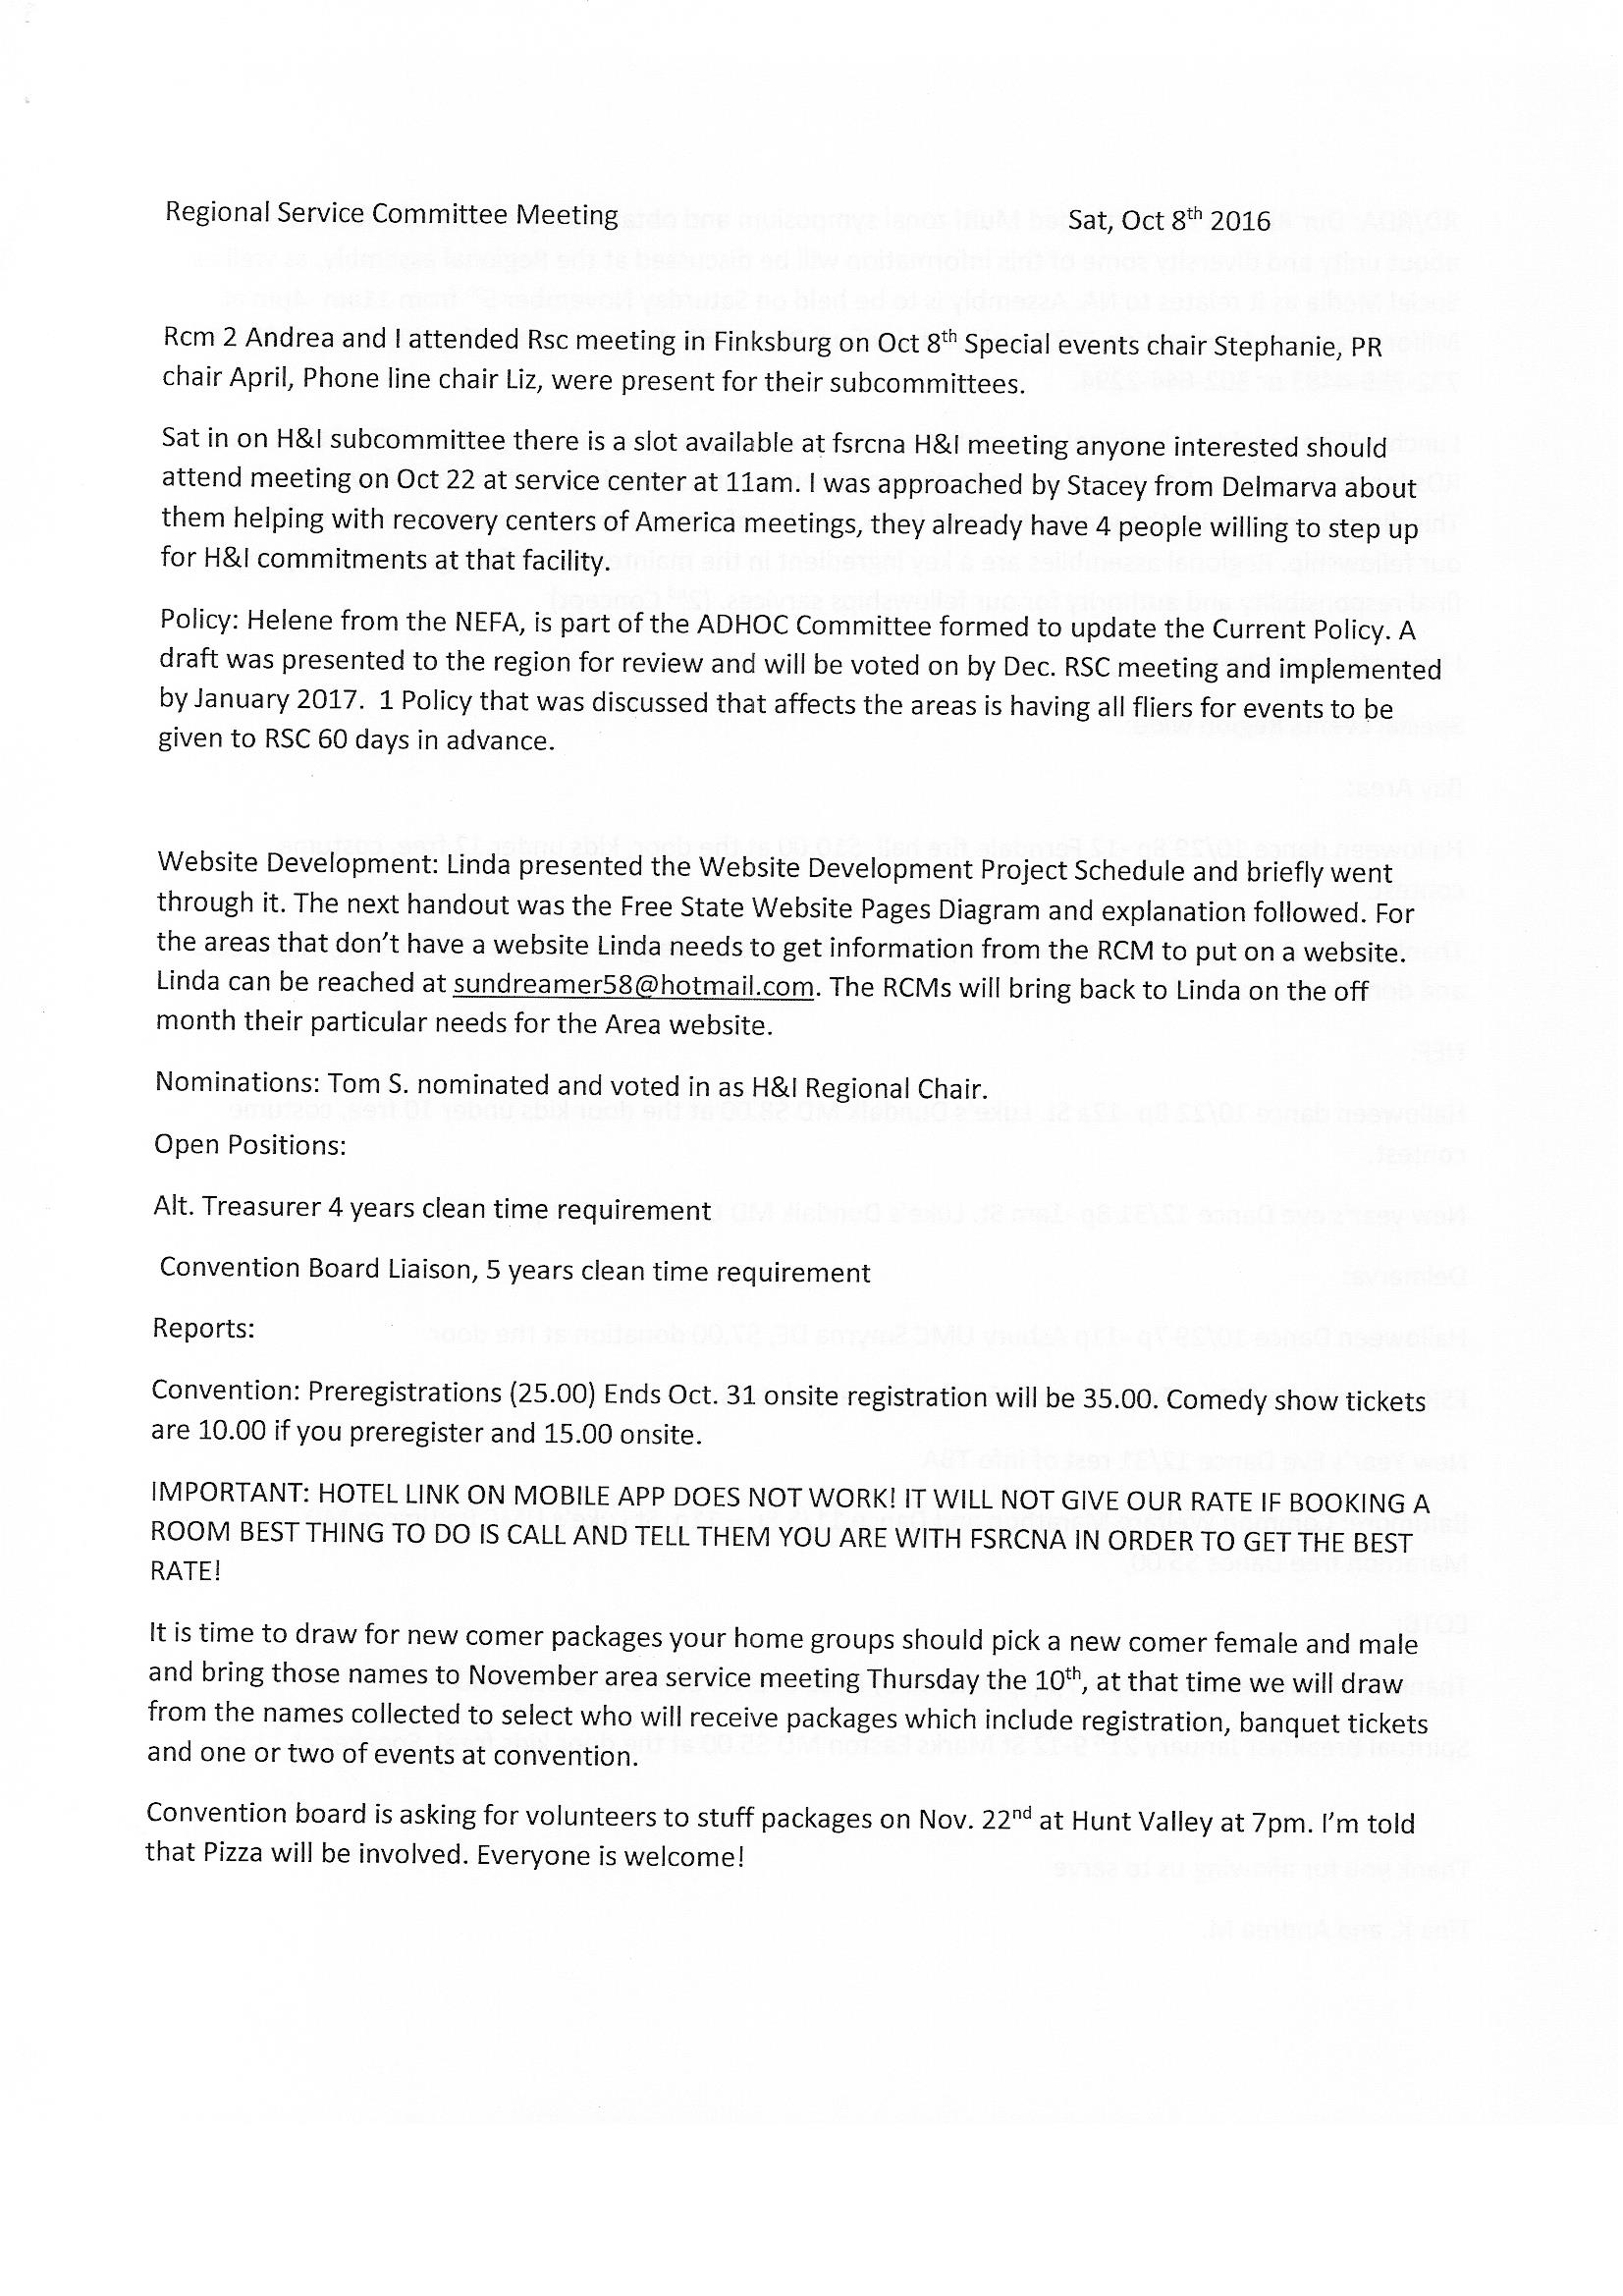 Regional Service Committee Meeting Sat, Oct 8th 2016
Rcm 2 Andrea and I attended Rsc meeting in Finksburg on Oct 8th Special events chair Stephanie, PR
chair April, Phone line chair Liz, were present for their subcommittees.
Sat in on H&I subcommittee there is a slot available at fsrcna H&I meeting anyone interested should
attend meeting on Oct 22 at service center at 11am. I was approached by Stacey from Delmarva about
them helping with recovery centers of America meetings, they already have 4 people willing to step up
for H&I commitments at that facility.
Policy: Helene from the NEFA, is part of the ADHOC Committee formed to update the Current Policy. A
draft was presented to the region for review and will be voted on by Dec. RSC meeting and implemented
by January 2017. 1 Policy that was discussed that affects the areas is having all fliers for events to be
given to RSC 60 days in advance.
Website Development: Linda presented the Website Development Project Schedule and briefly went
through it. The next handout was the Free State Website Pages Diagram and explanation followed. For
the areas that don't have a website Linda needs to get information from the RCM to put on a website.
Linda can be reached at sundreamer58@hotmail.com. The RCMs will bring back to Linda on the off
month their particular needs for the Area website.
Nominations: Tom S. nominated and voted in as H&I Regional Chair.
Open Positions:
Alt. Treasurer 4 years clean time requirement
Convention Board Liaison, 5 years clean time requirement
Reports:
Convention: Preregistrations (25.00) Ends Oct. 31 onsite registration will be 35.00. Comedy show tickets
are 10.00 if you preregister and 15.00 onsite.
IMPORTANT: HOTEL LINK ON MOBILE APP DOES NOT WORK! IT WILL NOT GIVE OUR RATE IF BOOKING A
ROOM BEST THING TO DO IS CALL AND TELL THEM YOU ARE WITH FSRCNA IN ORDER TO GET THE BEST
RATE!
It is time to draw for new comer packages your home groups should pick a new comer female and male
and bring those names to November area service meeting Thursday the 10th, at that time we will draw
from the names collected to select who will receive packages which include registration, banquet tickets
and one or two of events at convention.
Convention board is asking for volunteers to stuff packages on Nov. 22nd at Hunt Valley at 7pm. I'm told
that Pizza will be involved. Everyone is welcome!